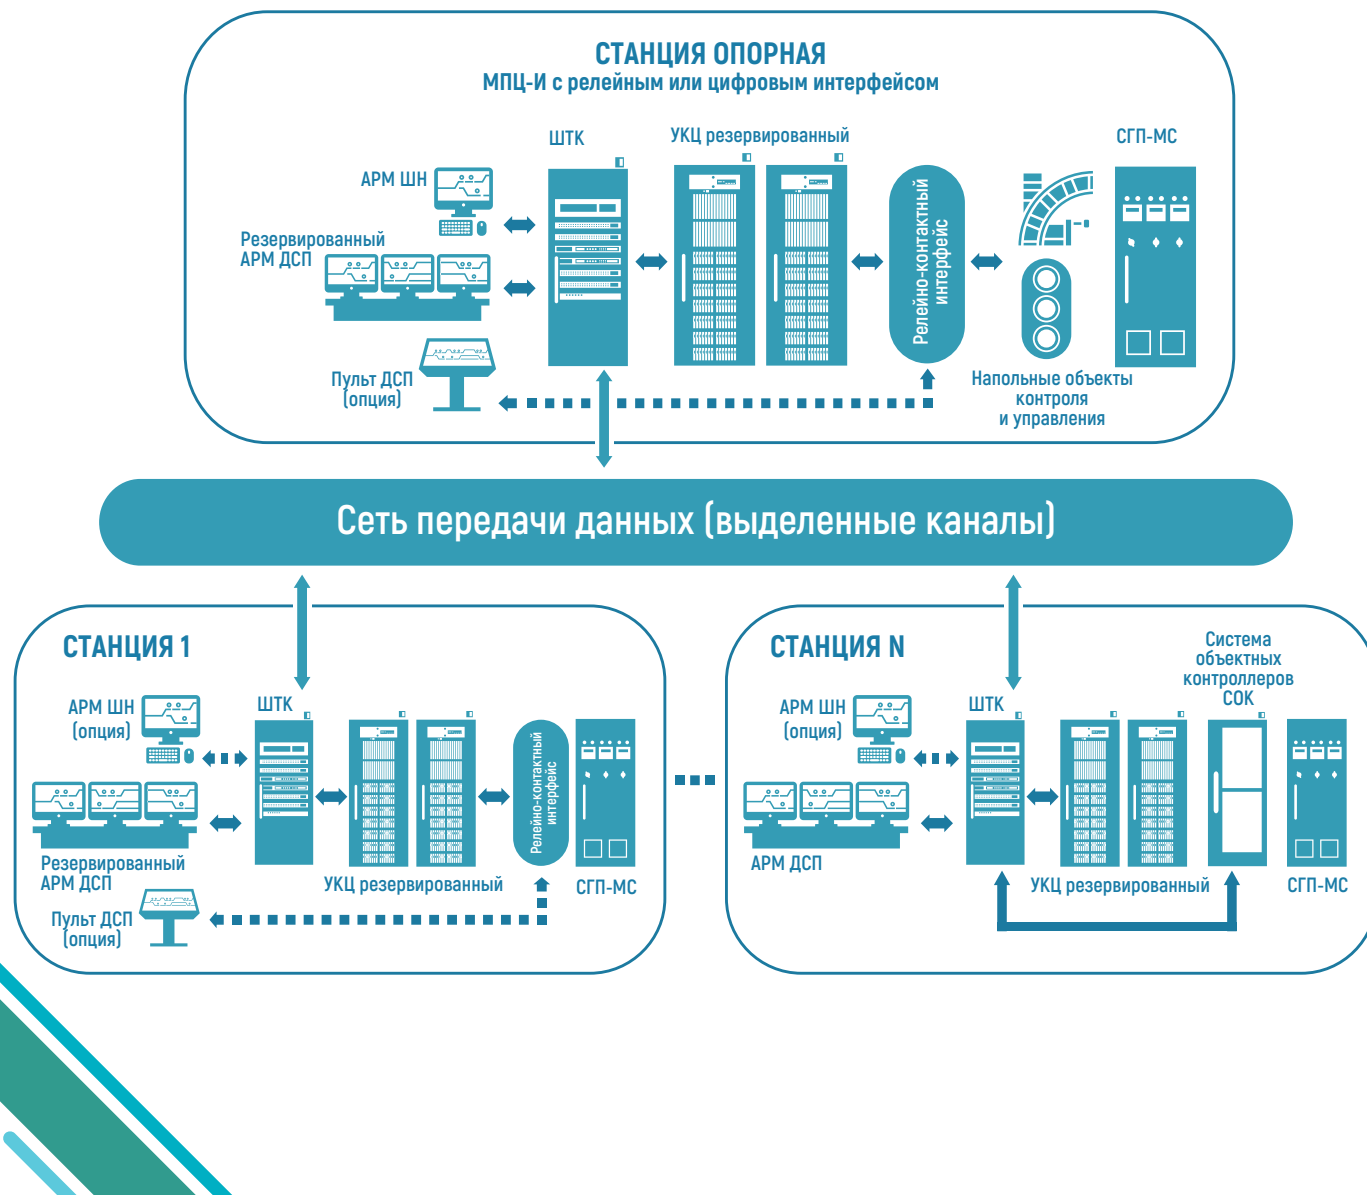 СТАНЦИЯ ОПОРНАЯ
МПЦ-И с релейным или цифровым интерфейсом
ШТК
УКЦ резервированный
СГП-МС
АРМ ШН
Резервированный
АРМ ДСП
Релейно-контактный
интерфейс
Пульт ДСП
(опция)
Напольные объекты
контроля
и управления
Сеть передачи данных (выделенные каналы)
СТАНЦИЯ 1
АРМ ШН
(опция)
ШТК
Релейно-контактный
интерфейс
Резервированный
АРМ ДСП
УКЦ резервированный
СГП-МС
Пульт ДСП
(опция)
СТАНЦИЯ N
Система
объектных
контроллеров
СОК
АРМ ШН
(опция)
ШТК
АРМ ДСП
УКЦ резервированный
СГП-МС